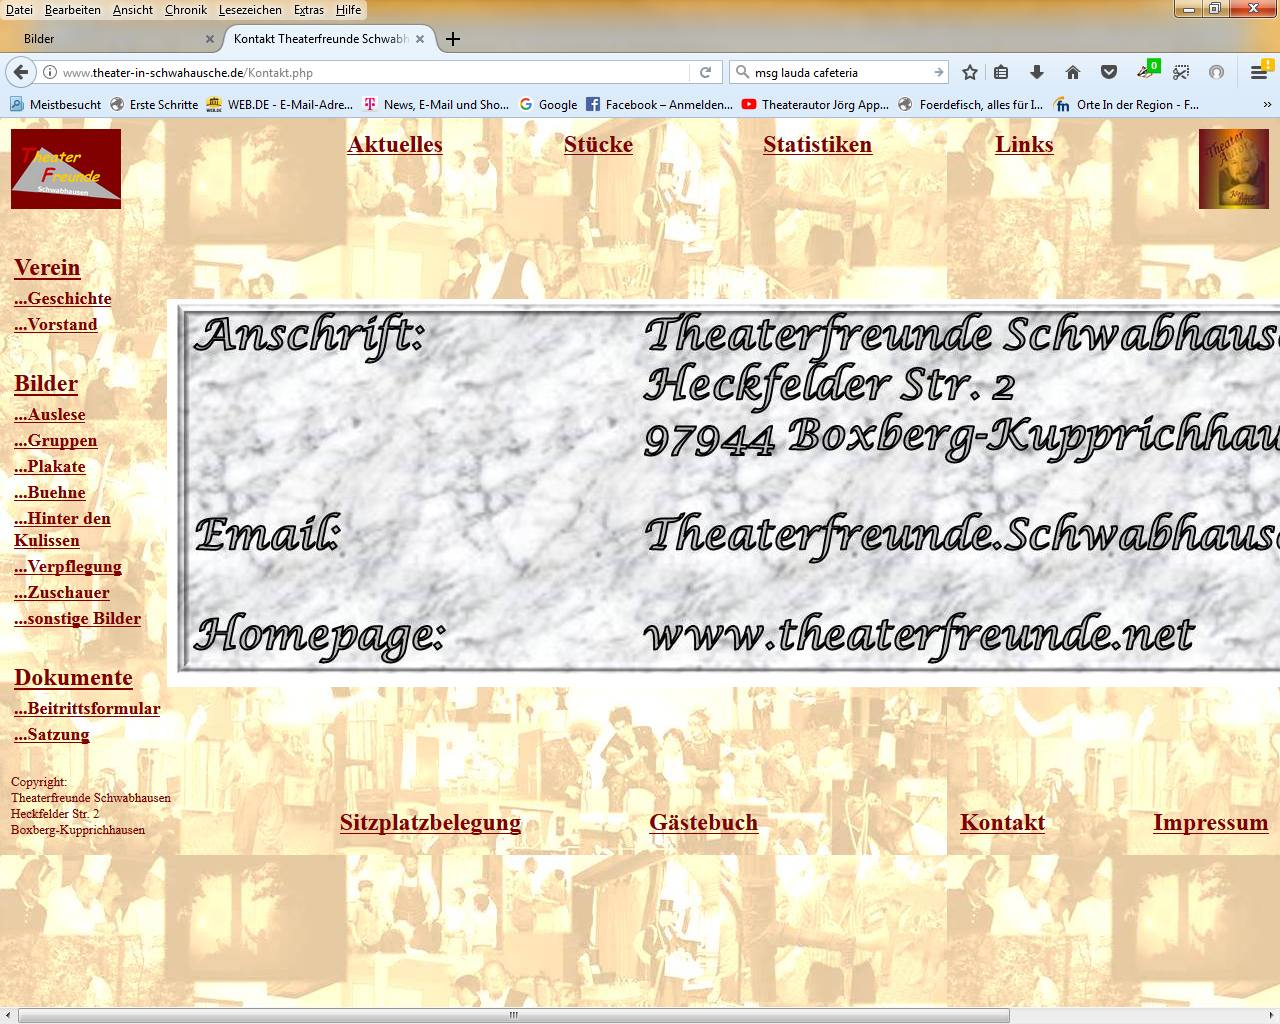 Datei Bearbeiten Ansicht Chronik Lesezeichen Extras Hilfe
Bilder
Kontakt Theaterfreunde Schwabh
www.theater-in-schwahausche.de/Kontakt.php
msg lauda cafeteria
0
Meistbesucht Erste Schritte WEB.DE - E-Mail-Adre... News, E-Mail und Sho... Google Facebook – Anmelden... Theaterautor Jörg App... Foerdefisch, alles für I... Orte In der Region - F...
Theater
Freunde
Schwabhausen
Aktuelles Stücke Statistiken Links
Verein
...Geschichte
...Vorstand
Bilder
...Auslese
...Gruppen
...Plakate
...Buehne
...Hinter den
Kulissen
...Verpflegung
...Zuschauer
...sonstige Bilder
Dokumente
...Beitrittsformular
...Satzung
Anschrift: Theaterfreunde Schwabhause
Heckfelder Str. 2
97944 Boxberg-Kupprichhau
Email: Theaterfreunde.Schwabhause
Homepage: www.theaterfreunde.net
Copyright:
Theaterfreunde Schwabhausen
Heckfelder Str. 2
Boxberg-Kupprichhausen
Sitzplatzbelegung Gästebuch Kontakt Impressum